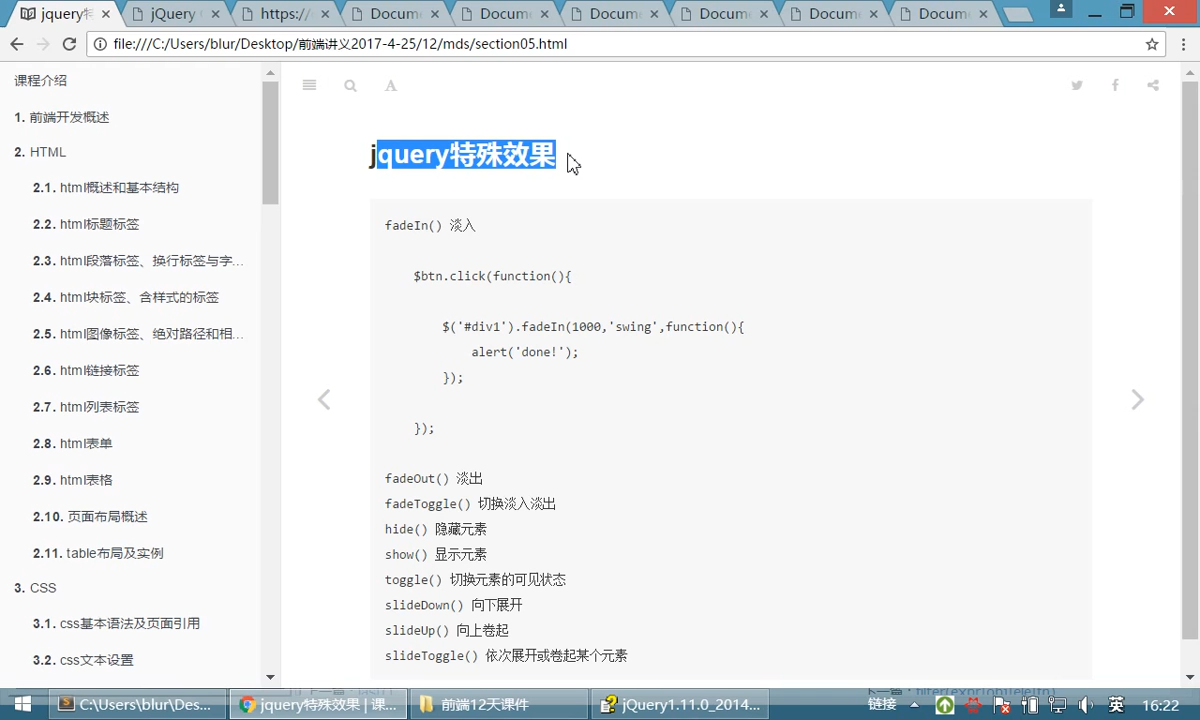 jquery特
jQuery
https:/
Docume
Docume
Docume
Docume
Docume
Docume
file:///C:/Users/blur/Desktop/前端讲义2017-4-25/12/mds/section05.html
课程介绍
1. 前端开发概述
2. HTML
2.1. html概述和基本结构
2.2. html标题标签
2.3. html段落标签、换行标签与字...
2.4. html块标签、含样式的标签
2.5. html图像标签、绝对路径和相...
2.6. html链接标签
2.7. html列表标签
2.8. html表单
2.9. html表格
2.10. 页面布局概述
2.11. table布局及实例
3. CSS
3.1. css基本语法及页面引用
3.2. css文本设置
A
jquery特殊效果
fadeIn() 淡入
$btn.click(function(){
$('#div1').fadeIn(1000,'swing',function(){
alert('done!');
});
});
fadeOut() 淡出
fadeToggle() 切换淡入淡出
hide() 隐藏元素
show() 显示元素
toggle() 切换元素的可见状态
slideDown() 向下展开
slideUp() 向上卷起
slideToggle() 依次展开或卷起某个元素
C:\Users\blur\Des...
jquery特殊效果 | 课...
前端12天课件
jQuery1.11.0_2014...
链接
英
16:22